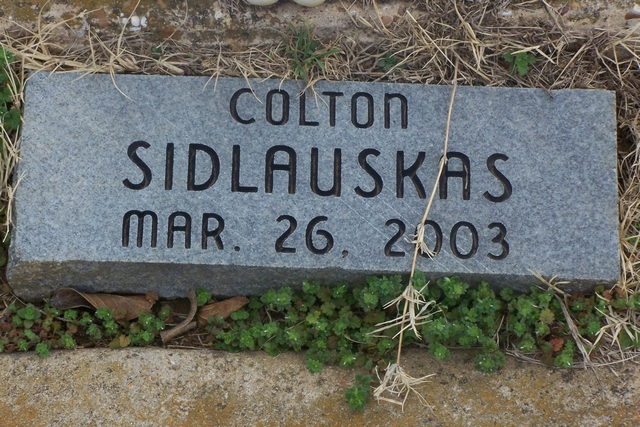 COLTON
SIDLAUSKAS
MAR. 26, 2003